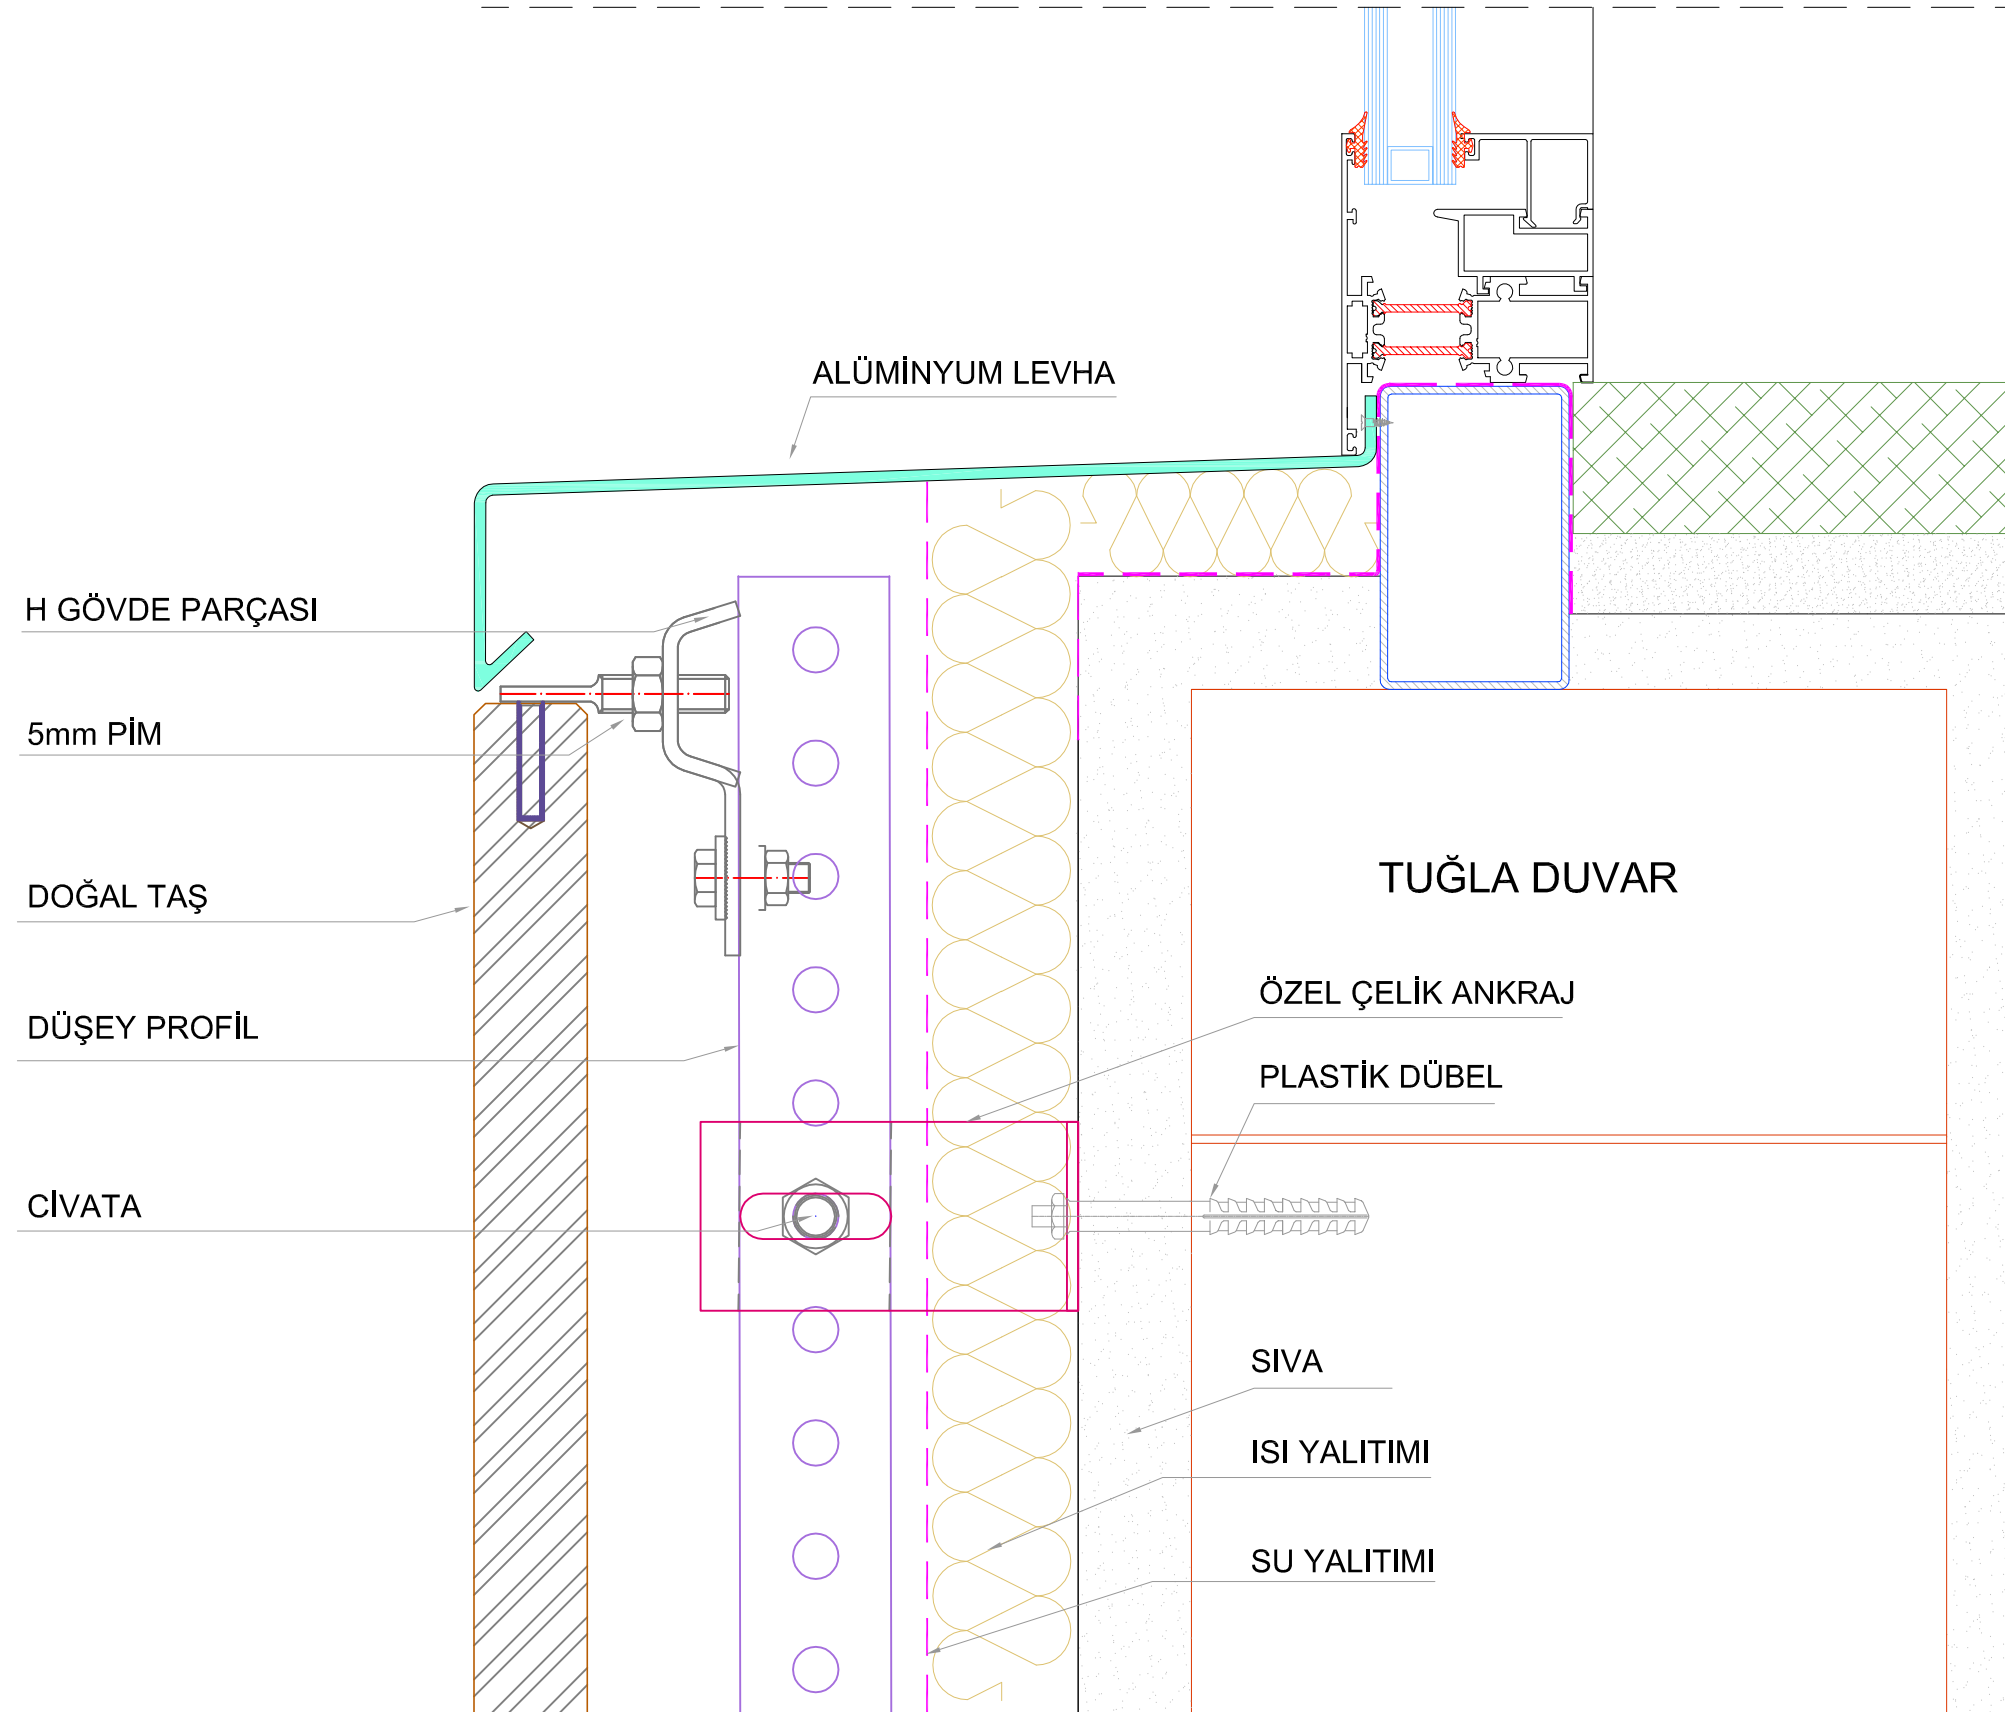 ALÜMİNYUM LEVHA
H GÖVDE PARÇASI
5mm PİM
DOĞAL TAŞ
DÜŞEY PROFİL
CİVATA
TUĞLA DUVAR
ÖZEL ÇELİK ANKRAJ
PLASTİK DÜBEL
SIVA
ISI YALITIMI
SU YALITIMI